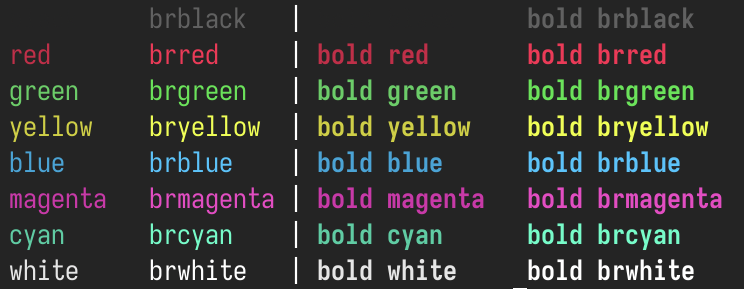 brblack | bold brblack
red brred | bold red bold brred
green brgreen | bold green bold brgreen
yellow bryellow | bold yellow bold bryellow
blue brblue | bold blue bold brblue
magenta brmagenta | bold magenta bold brmagenta
cyan brcyan | bold cyan bold brcyan
white brwhite | bold white bold brwhite